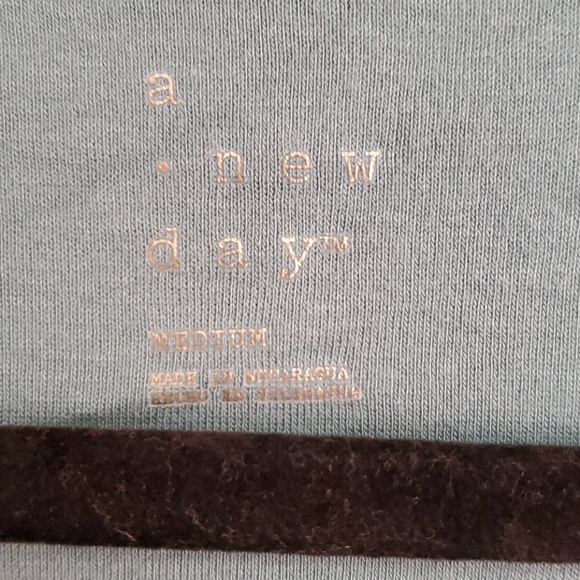 a
· new
day™
MEDIUM
MADE IN NICARAGUA
HECHO EN NICARAGUA